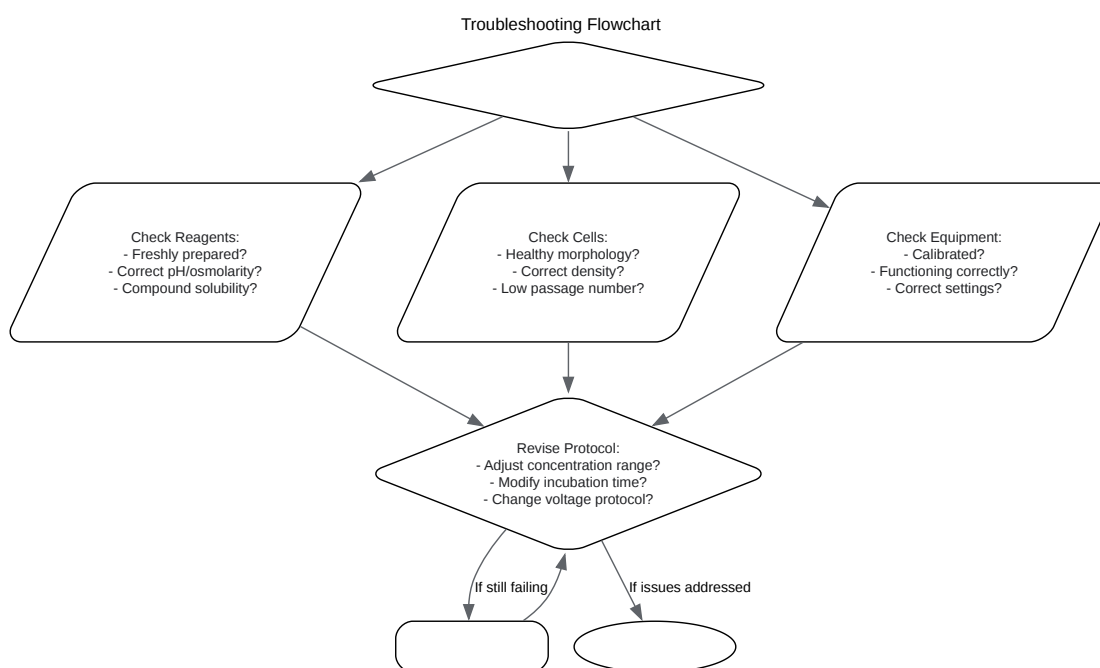 Troubleshooting Flowchart
Check Reagents:
- Freshly prepared?
- Correct pH/osmolarity?
- Compound solubility?
Check Cells:
- Healthy morphology?
- Correct density?
- Low passage number?
Check Equipment:
- Calibrated?
- Functioning correctly?
- Correct settings?
Revise Protocol:
- Adjust concentration range?
- Modify incubation time?
- Change voltage protocol?
If still failing
If issues addressed